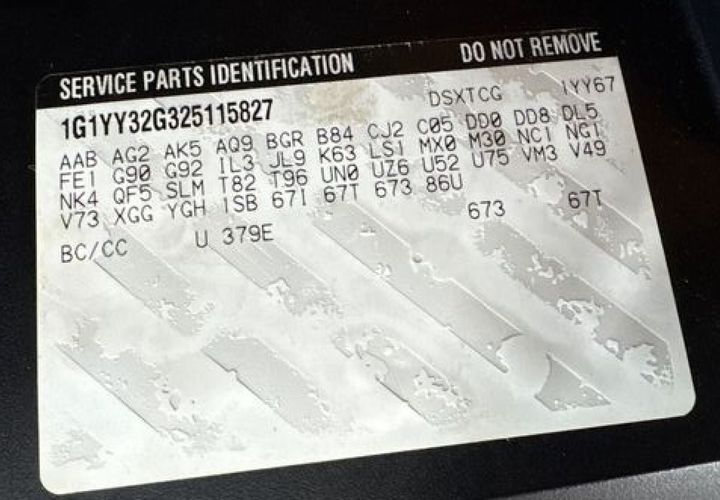 SERVICE PARTS IDENTIFICATION DO NOT REMOVE
1G1YY32G325115827 DSXTCG 1YY67
AAB AG2 AK5 AQ9 BGR B84 CJ2 C05 DD0 DD8 DL5
FE1 G90 G92 IL3 JL9 K63 LS1 MX0 M30 NC1 NG1
NK4 QF5 SLM T82 T96 UN0 UZ6 U52 U75 VM3 V49
V73 XGG YGH 1SB 67I 67T 673 86U
673 67T
BC/CC U 379E